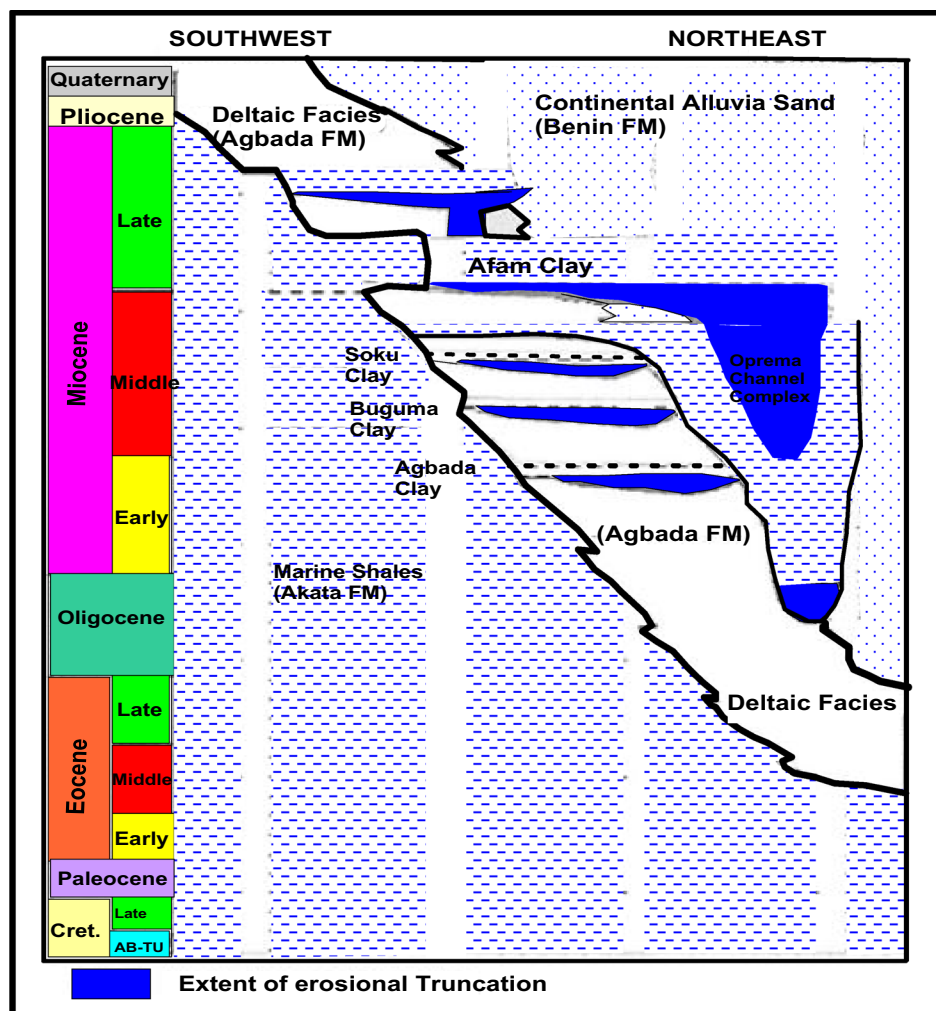 SOUTHWEST
NORTHEAST
Quaternary
Pliocene
Miocene
Late
Middle
Early
Oligocene
Eocene
Late
Middle
Early
Paleocene
Cret.
Late
AB-TU
Deltaic Facies
(Agbada FM)
Continental Alluvia Sand
(Benin FM)
Afam Clay
Soku
Clay
Buguma
Clay
Agbada
Clay
Oprema
Channel
Complex
(Agbada FM)
Marine Shales
(Akata FM)
Deltaic Facies
Extent of erosional Truncation